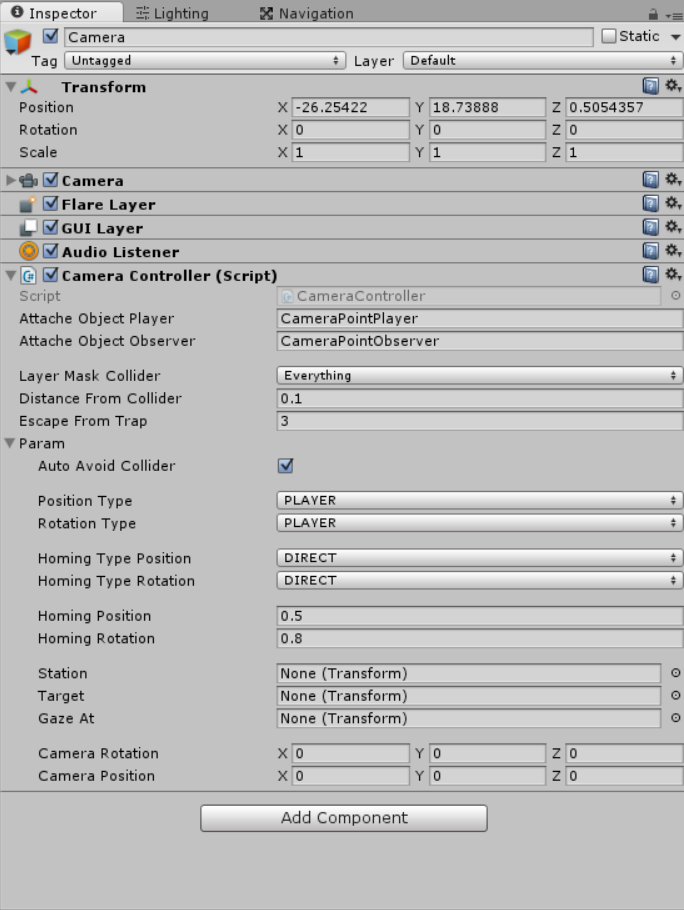 Inspector Lighting Navigation
Camera Static
Tag Untagged Layer Default
Transform
Position X -26.25422 Y 18.73888 Z 0.5054357
Rotation X 0 Y 0 Z 0
Scale X 1 Y 1 Z 1
Camera
Flare Layer
GUI Layer
Audio Listener
Camera Controller (Script)
Script CameraController
Attache Object Player CameraPointPlayer
Attache Object Observer CameraPointObserver
Layer Mask Collider Everything
Distance From Collider 0.1
Escape From Trap 3
Param
Auto Avoid Collider
Position Type PLAYER
Rotation Type PLAYER
Homing Type Position DIRECT
Homing Type Rotation DIRECT
Homing Position 0.5
Homing Rotation 0.8
Station None (Transform)
Target None (Transform)
Gaze At None (Transform)
Camera Rotation X 0 Y 0 Z 0
Camera Position X 0 Y 0 Z 0
Add Component